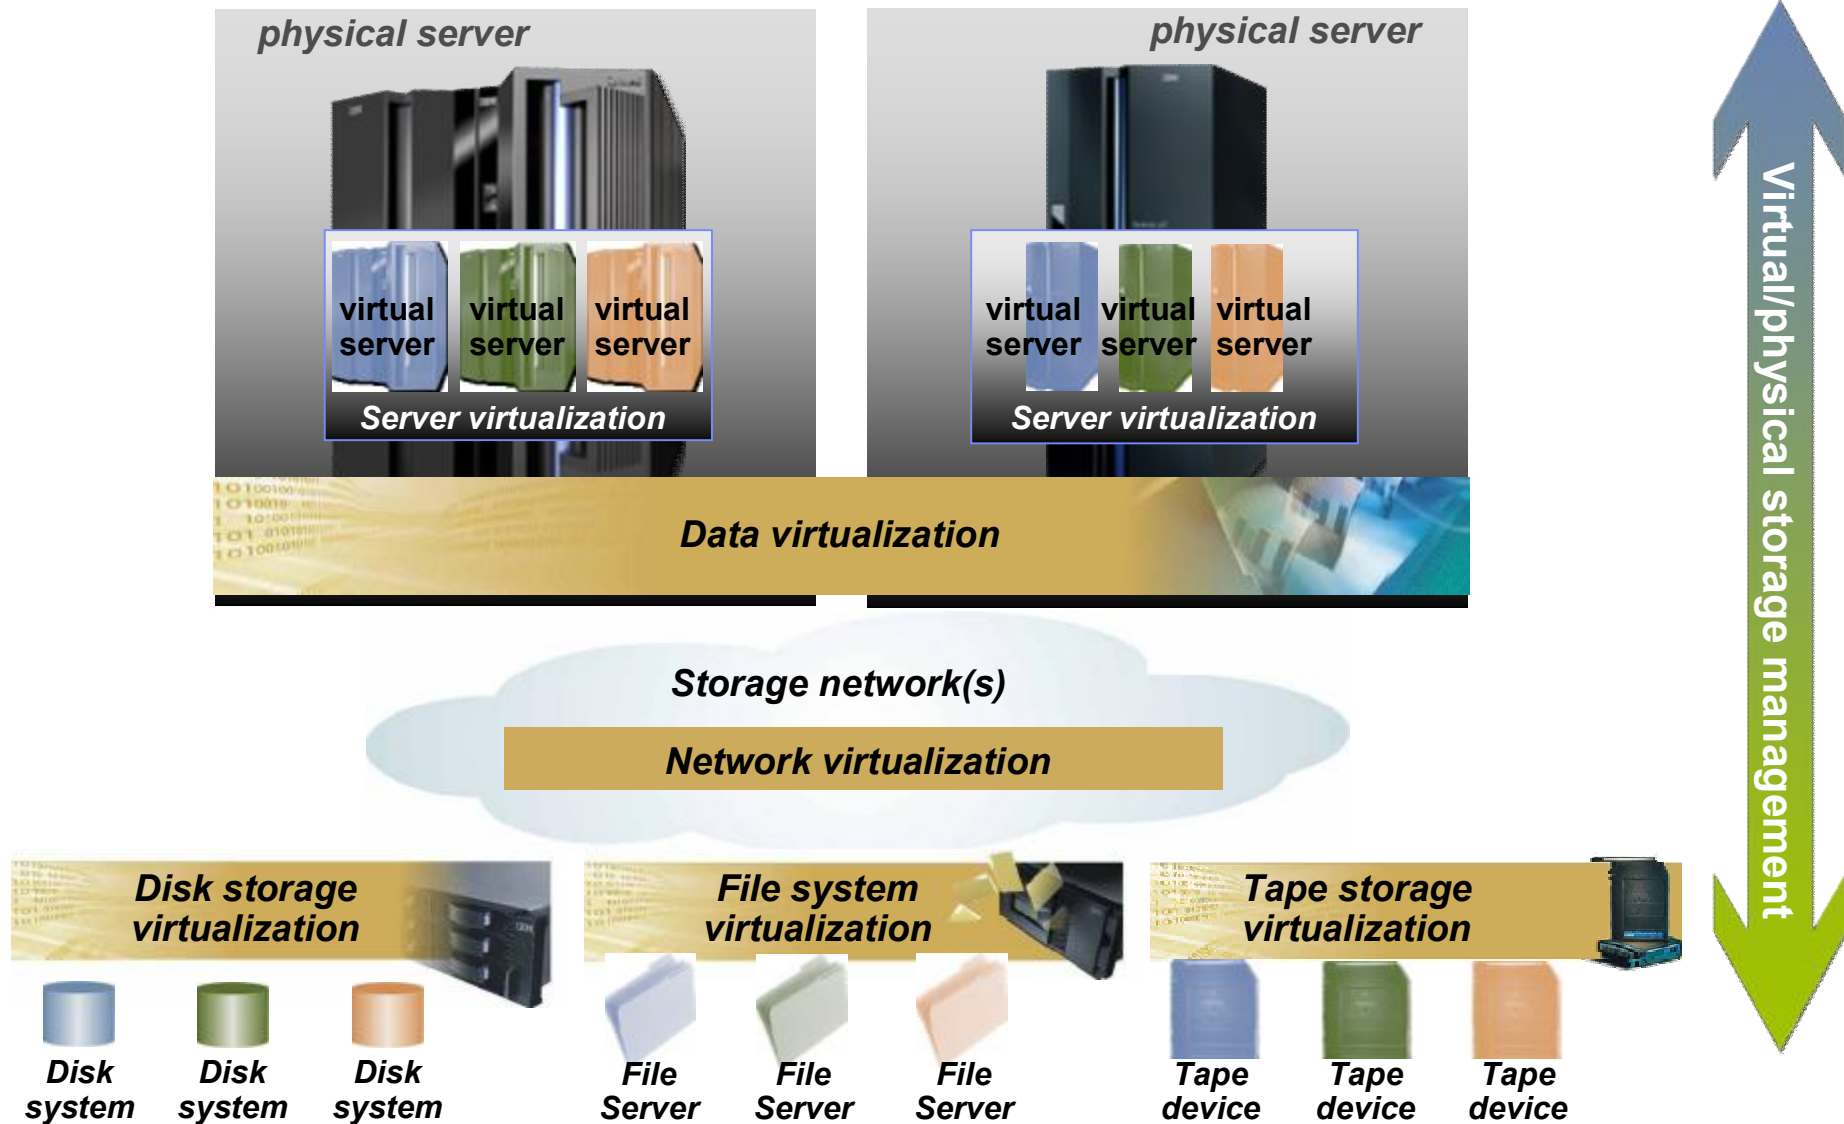 physical server
physical server
virtual
server
virtual
server
virtual
server
Server virtualization
virtual
server
virtual
server
virtual
server
Server virtualization
Data virtualization
Storage network(s)
Network virtualization
Disk storage
virtualization
File system
virtualization
Tape storage
virtualization
Disk
system
Disk
system
Disk
system
File
Server
File
Server
File
Server
Tape
device
Tape
device
Tape
device
Virtual/physical storage management